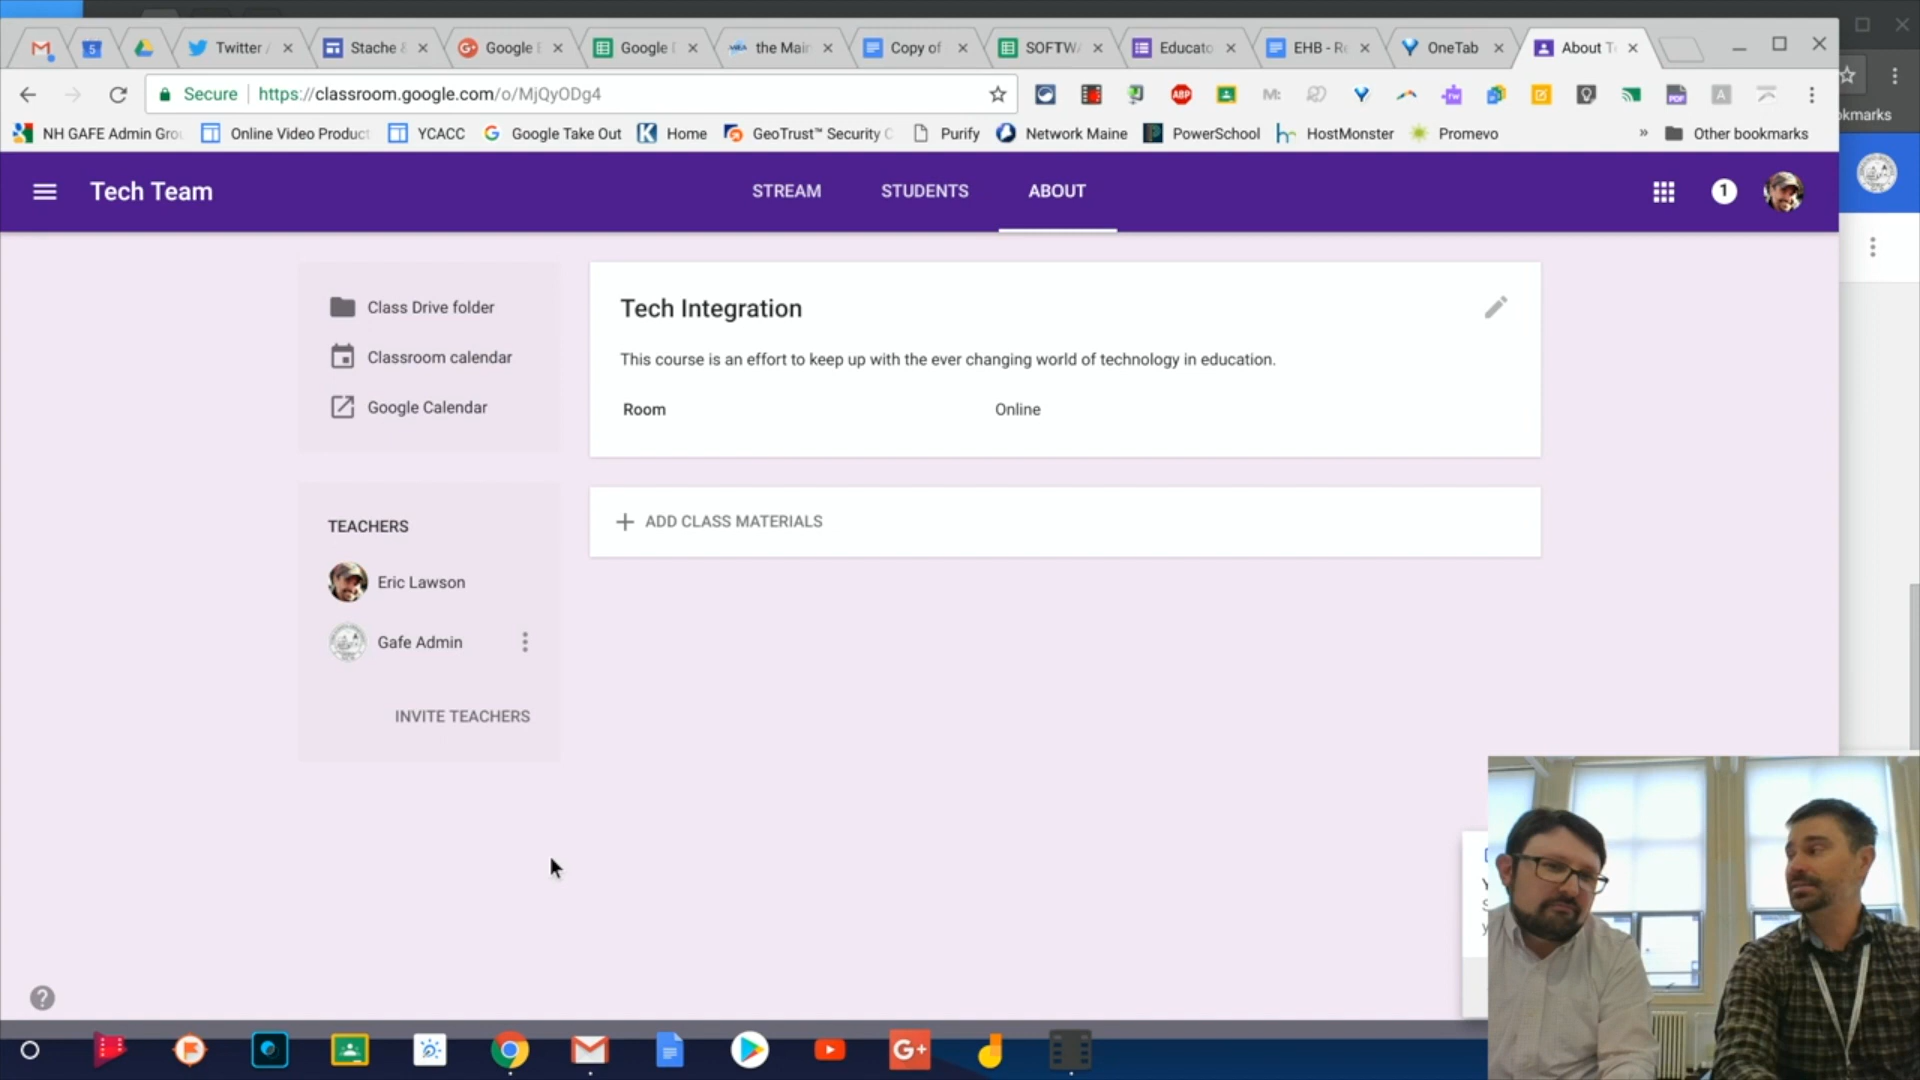 Twitter /
Stache &
Google E
Google D
the Main
Copy of
SOFTW
Educato
EHB - Re
OneTab
About T
Secure
https://classroom.google.com/o/MjQyODg4
NH GAFE Admin Grou
Online Video Product
YCACC
Google Take Out
Home
GeoTrust™ Security C
Purify
Network Maine
PowerSchool
HostMonster
Promevo
»
Other bookmarks
okmarks
Tech Team
STREAM
STUDENTS
ABOUT
1
Class Drive folder
Classroom calendar
Google Calendar
Tech Integration
This course is an effort to keep up with the ever changing world of technology in education.
Room
Online
+ ADD CLASS MATERIALS
TEACHERS
Eric Lawson
Gafe Admin
INVITE TEACHERS